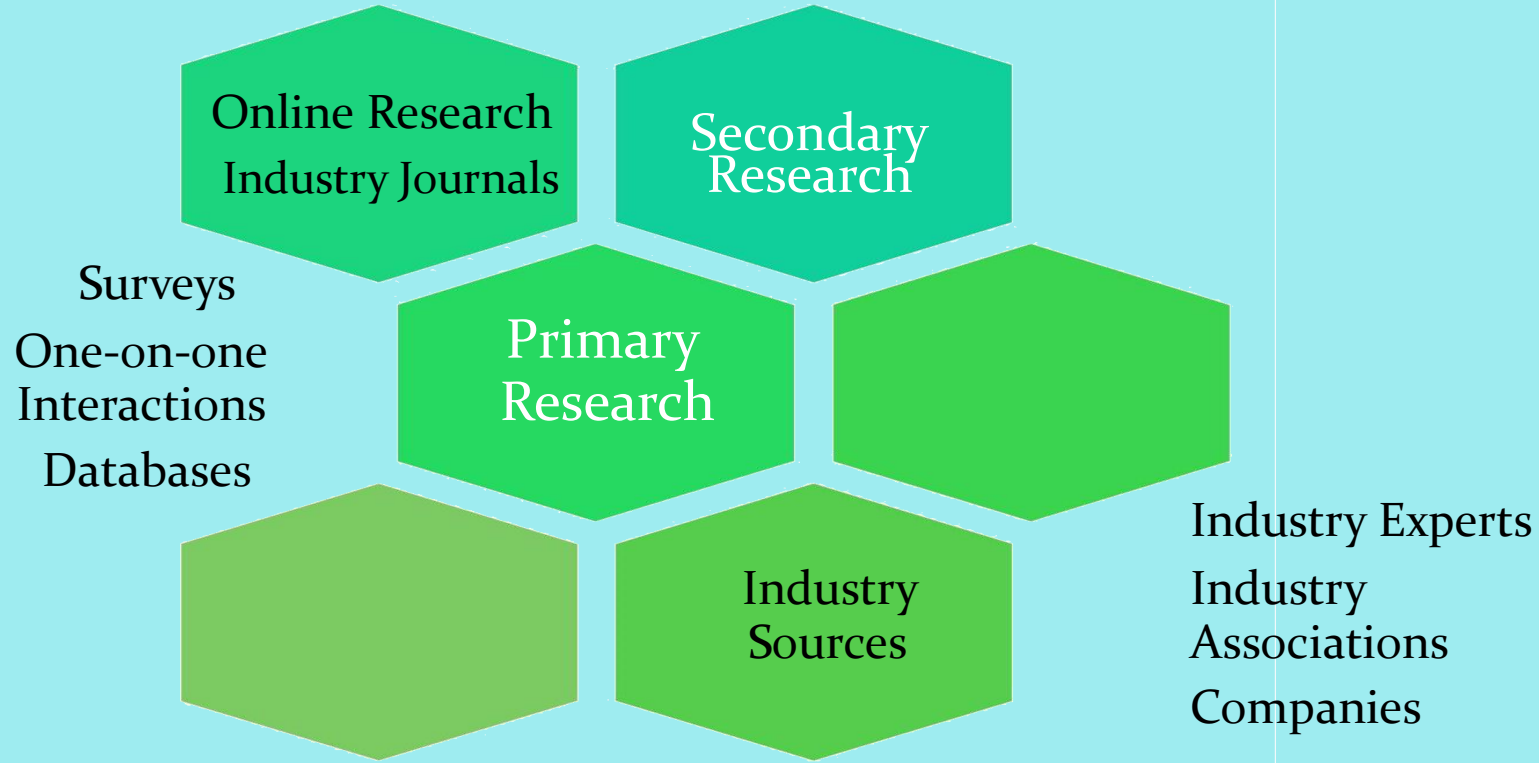 Online Research
Industry Journals
Secondary
Research
Surveys
One-on-one
Interactions
Databases
Primary
Research
Industry
Sources
Industry Experts
Industry
Associations
Companies